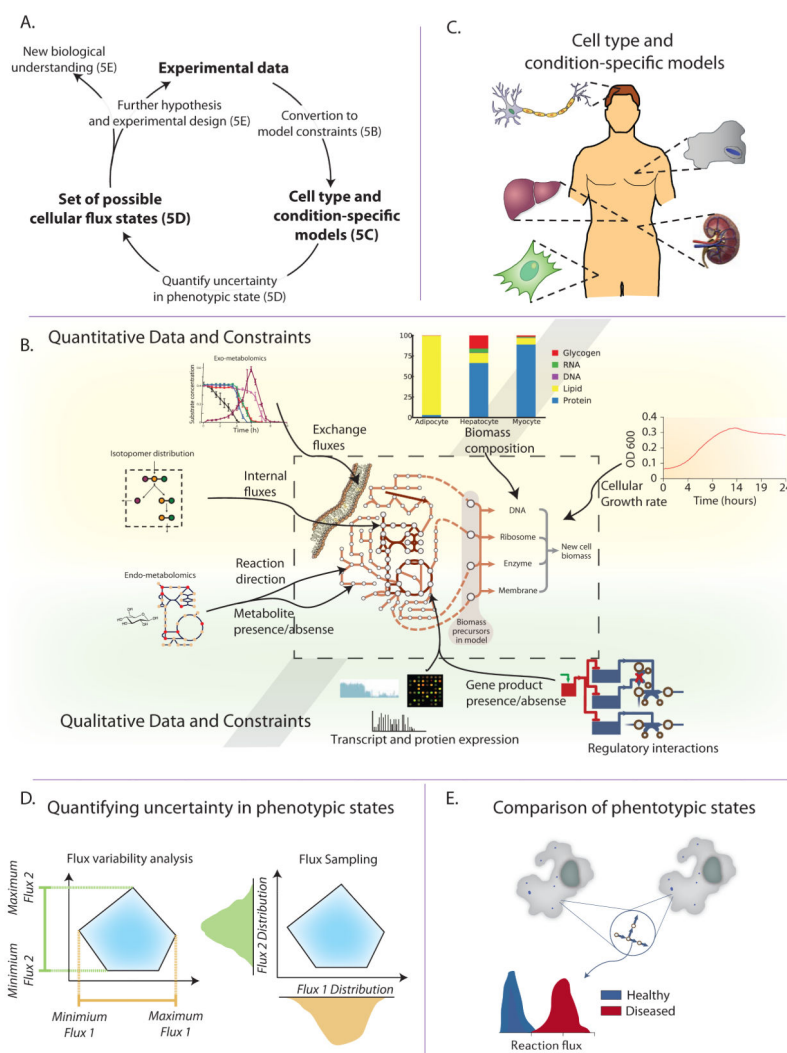 A.
New biological
understanding (5E)
Experimental data
Further hypothesis
and experimental design (5E)
Convertion to
model constraints (5B)
Set of possible
cellular flux states (5D)
Cell type and
condition-specific
models (5C)
Quantify uncertainty
in phenotypic state (5D)
C.
Cell type and
condition-specific models
B.
Quantitative Data and Constraints
Exo-metabolomics
Substrate concentration
Time (h)
Exchange
fluxes
100
75
50
25
0
Adipocyte
Hepatocyte
Myocyte
Glycogen
RNA
DNA
Lipid
Protein
Biomass
composition
OD 600
0.4
0.3
0.2
0.1
0
0
4
8
14
19
24
Time (hours)
Cellular
Growth rate
Isotopomer distribution
Internal
fluxes
DNA
Ribosome
Enzyme
Membrane
New cell
biomass
Biomass
precursors
in model
Endo-metabolomics
Reaction
direction
Metabolite
presence/absense
Gene product
presence/absense
Transcript and protien expression
Regulatory interactions
Qualitative Data and Constraints
D.
Quantifying uncertainty in phenotypic states
Flux variability analysis
Maximum
Flux 2
Minimium
Flux 2
Minimium
Flux 1
Maximum
Flux 1
Flux Sampling
Flux 2 Distribution
Flux 1 Distribution
E.
Comparison of phentotypic states
Healthy
Diseased
Reaction flux